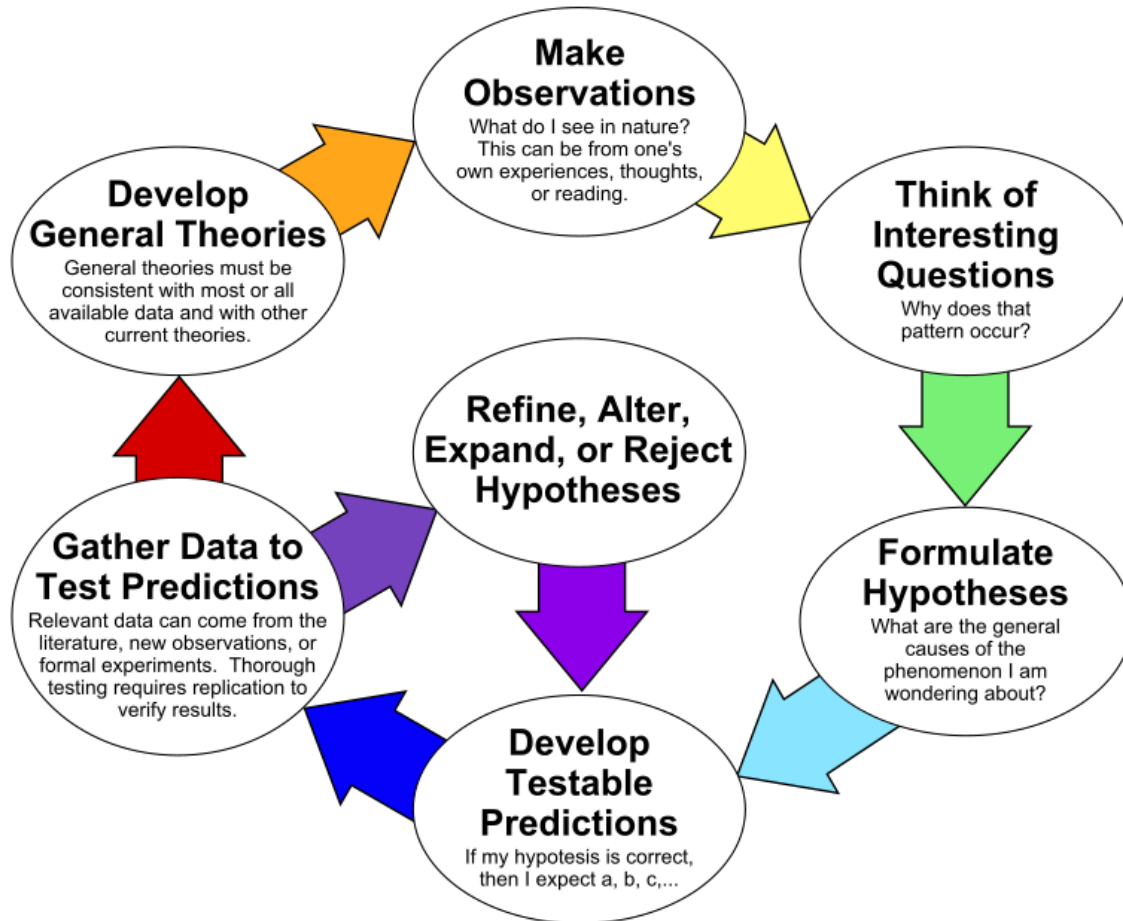 Make
Observations
What do I see in nature?
This can be from one's
own experiences, thoughts,
or reading.
Think of
Interesting
Questions
Why does that
pattern occur?
Formulate
Hypotheses
What are the general
causes of the
phenomenon I am
wondering about?
Develop
Testable
Predictions
If my hypotesis is correct,
then I expect a, b, c,...
Gather Data to
Test Predictions
Relevant data can come from the
literature, new observations, or
formal experiments.  Thorough
testing requires replication to
verify results.
Refine, Alter,
Expand, or Reject
Hypotheses
Develop
General Theories
General theories must be
consistent with most or all
available data and with other
current theories.